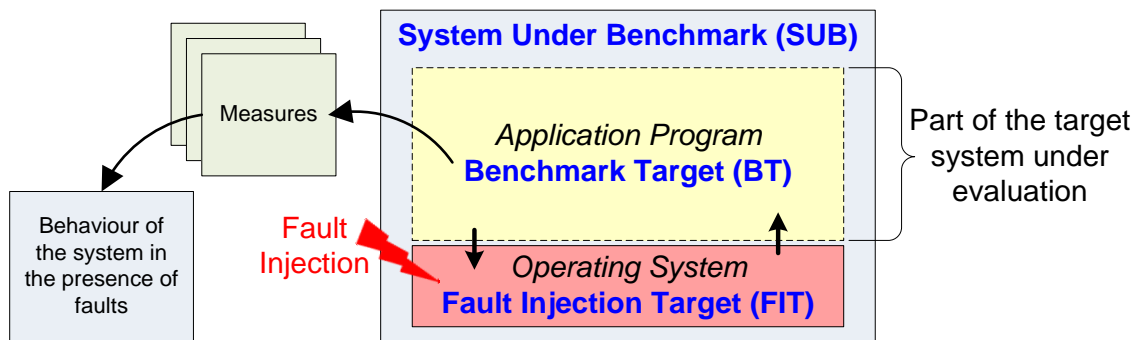 System Under Benchmark (SUB)
Measures
Application Program
Benchmark Target (BT)
Part of the target
system under
evaluation
Behaviour of
the system in
the presence of
faults
Fault
Injection
Operating System
Fault Injection Target (FIT)